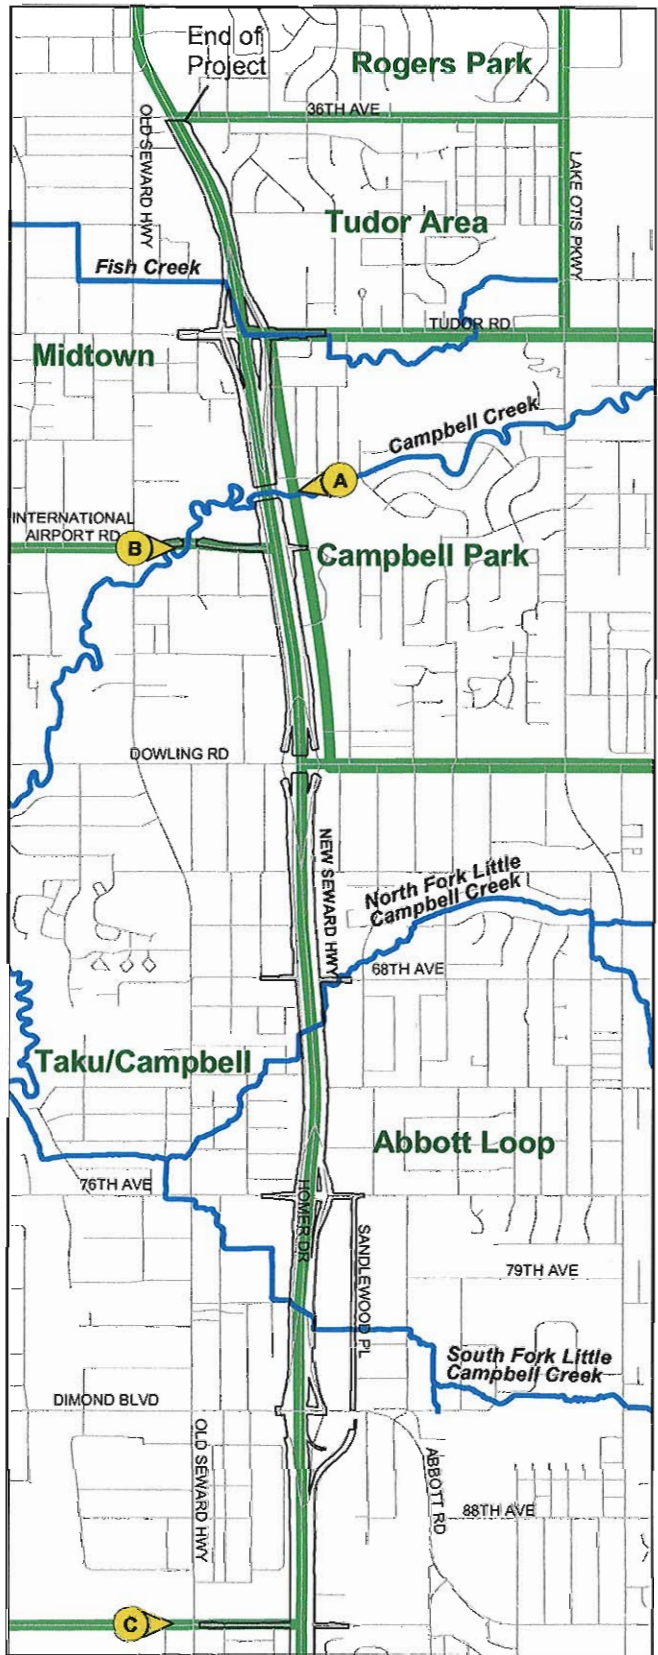 End of
Project
Rogers Park
36TH AVE
OLD SEWARD HWY
LAKE OTIS PKWY
Tudor Area
Fish Creek
TUDOR RD
Midtown
Campbell Creek
A
INTERNATIONAL
AIRPORT RD
B
Campbell Park
DOWLING RD
NEW SEWARD HWY
North Fork Little
Campbell Creek
68TH AVE
Taku/Campbell
Abbott Loop
76TH AVE
HOMER DR
SANDLEWOOD PL
79TH AVE
South Fork Little
Campbell Creek
DIMOND BLVD
OLD SEWARD HWY
ABBOTT RD
88TH AVE
C